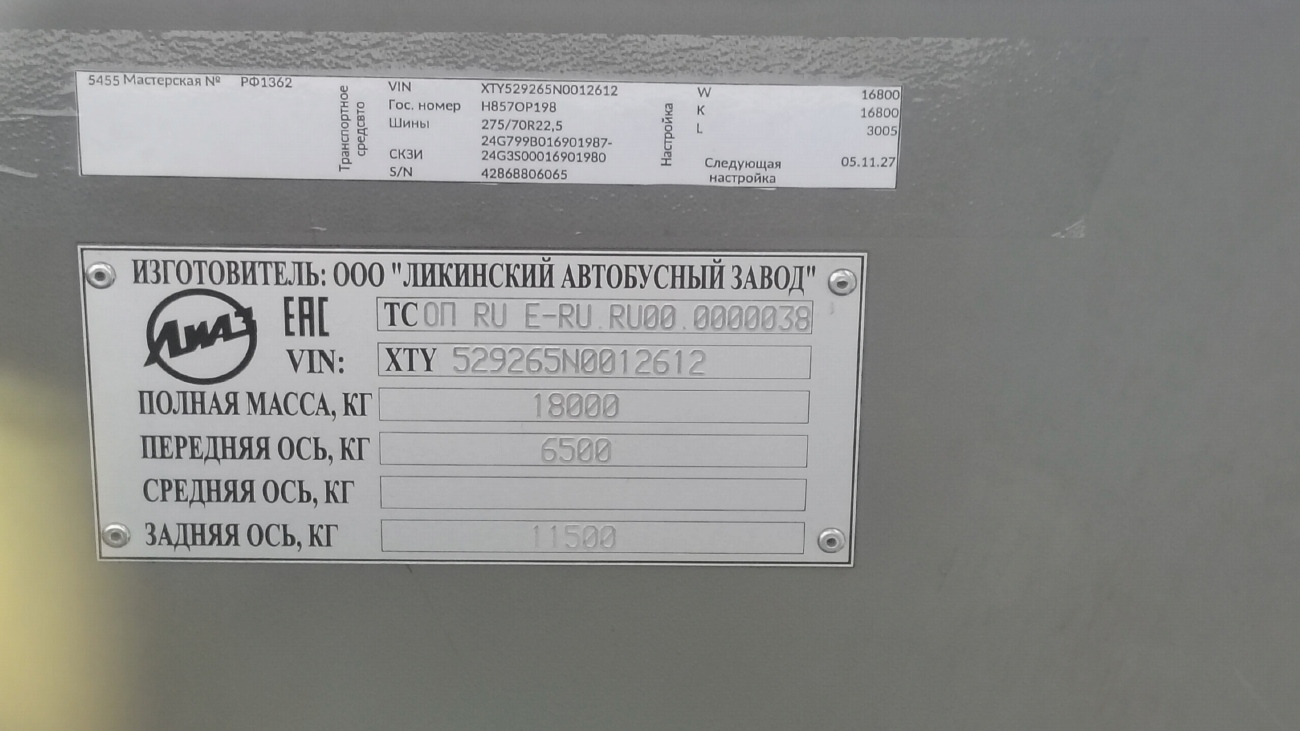 5455 Мастерская № РФ1362
Транспортное
средсвто
VIN XTY529265N0012612
Гос. номер Н857ОР198
Шины 275/70R22,5
24G799B016901987-
СКЗИ 24G3S00016901980
S/N 42868806065
Настройка
W 16800
K 16800
L 3005
Следующая 05.11.27
настройка
ИЗГОТОВИТЕЛЬ: ООО "ЛИКИНСКИЙ АВТОБУСНЫЙ ЗАВОД"
ЛиАЗ
EAC
ТС ОП RU E-RU.RU00.0000038
VIN: XTY 529265N0012612
ПОЛНАЯ МАССА, КГ 18000
ПЕРЕДНЯЯ ОСЬ, КГ 6500
СРЕДНЯЯ ОСЬ, КГ
ЗАДНЯЯ ОСЬ, КГ 11500